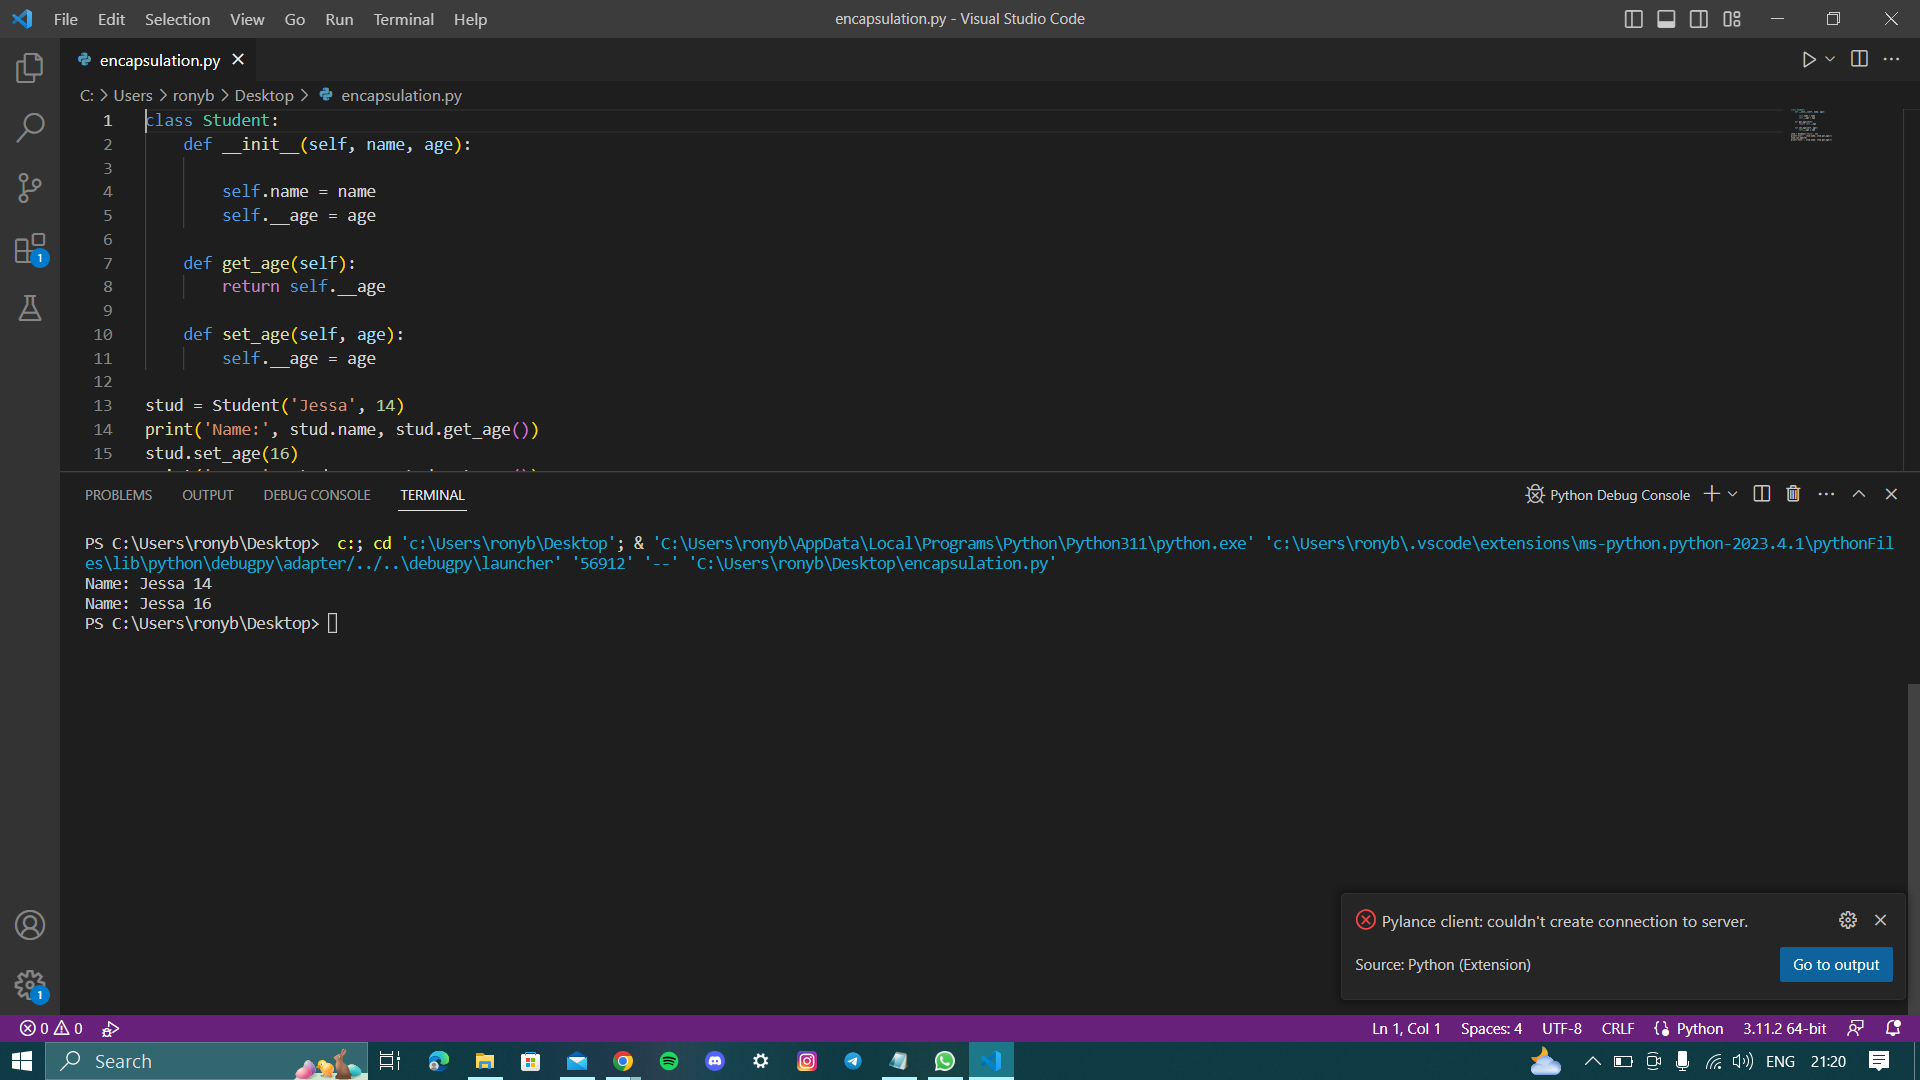 File Edit Selection View Go Run Terminal Help
encapsulation.py - Visual Studio Code
encapsulation.py
C: > Users > ronyb > Desktop > encapsulation.py
1 class Student:
2     def __init__(self, name, age):
3
4         self.name = name
5         self.__age = age
6
7     def get_age(self):
8         return self.__age
9
10     def set_age(self, age):
11         self.__age = age
12
13 stud = Student('Jessa', 14)
14 print('Name:', stud.name, stud.get_age())
15 stud.set_age(16)
PROBLEMS OUTPUT DEBUG CONSOLE TERMINAL
Python Debug Console
PS C:\Users\ronyb\Desktop>  c:; cd 'c:\Users\ronyb\Desktop'; & 'C:\Users\ronyb\AppData\Local\Programs\Python\Python311\python.exe' 'c:\Users\ronyb\.vscode\extensions\ms-python.python-2023.4.1\pythonFil
es\lib\python\debugpy\adapter/../..\debugpy\launcher' '56912' '--' 'C:\Users\ronyb\Desktop\encapsulation.py'
Name: Jessa 14
Name: Jessa 16
PS C:\Users\ronyb\Desktop>
Pylance client: couldn't create connection to server.
Source: Python (Extension)
Go to output
1
1
0 0
Ln 1, Col 1 Spaces: 4 UTF-8 CRLF Python 3.11.2 64-bit
Search
ENG 21:20